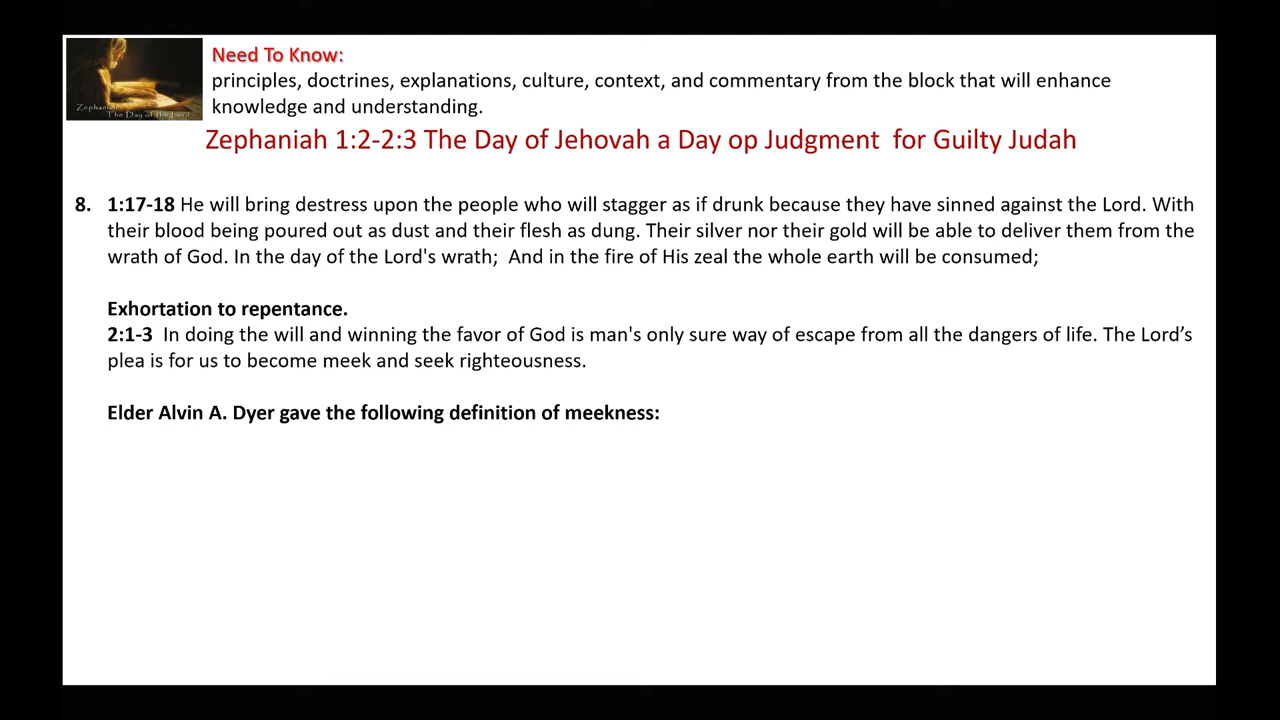 Need To Know:
principles, doctrines, explanations, culture, context, and commentary from the block that will enhance
knowledge and understanding.
Zephaniah
The Day of the Lord
Zephaniah 1:2-2:3 The Day of Jehovah a Day op Judgment for Guilty Judah
8. 1:17-18 He will bring destress upon the people who will stagger as if drunk because they have sinned against the Lord. With
their blood being poured out as dust and their flesh as dung. Their silver nor their gold will be able to deliver them from the
wrath of God. In the day of the Lord's wrath; And in the fire of His zeal the whole earth will be consumed;
Exhortation to repentance.
2:1-3 In doing the will and winning the favor of God is man's only sure way of escape from all the dangers of life. The Lord’s
plea is for us to become meek and seek righteousness.
Elder Alvin A. Dyer gave the following definition of meekness: